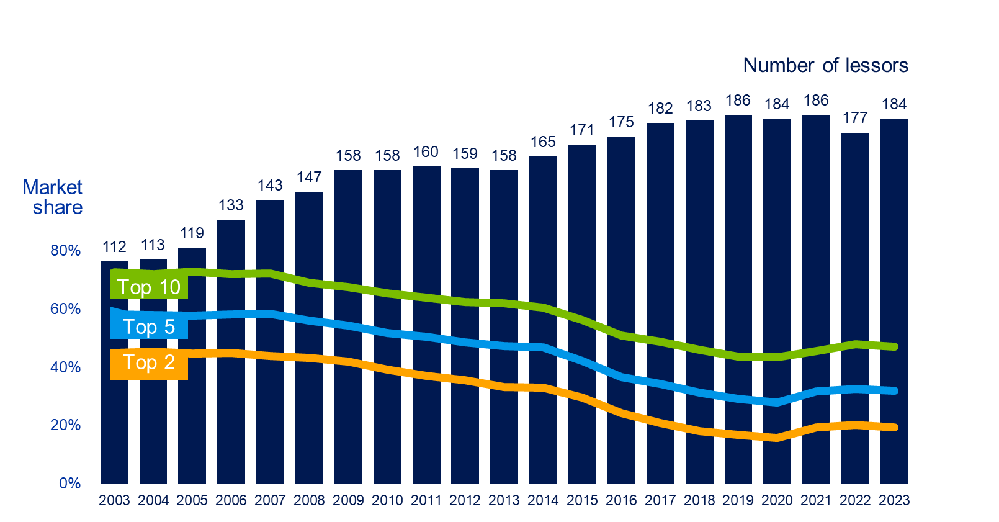 Number of lessors
112 113 119 133 143 147 158 158 160 159 158 165 171 175 182 183 186 184 186 177 184
Market
share
80%
60%
40%
20%
0%
Top 10
Top 5
Top 2
2003 2004 2005 2006 2007 2008 2009 2010 2011 2012 2013 2014 2015 2016 2017 2018 2019 2020 2021 2022 2023